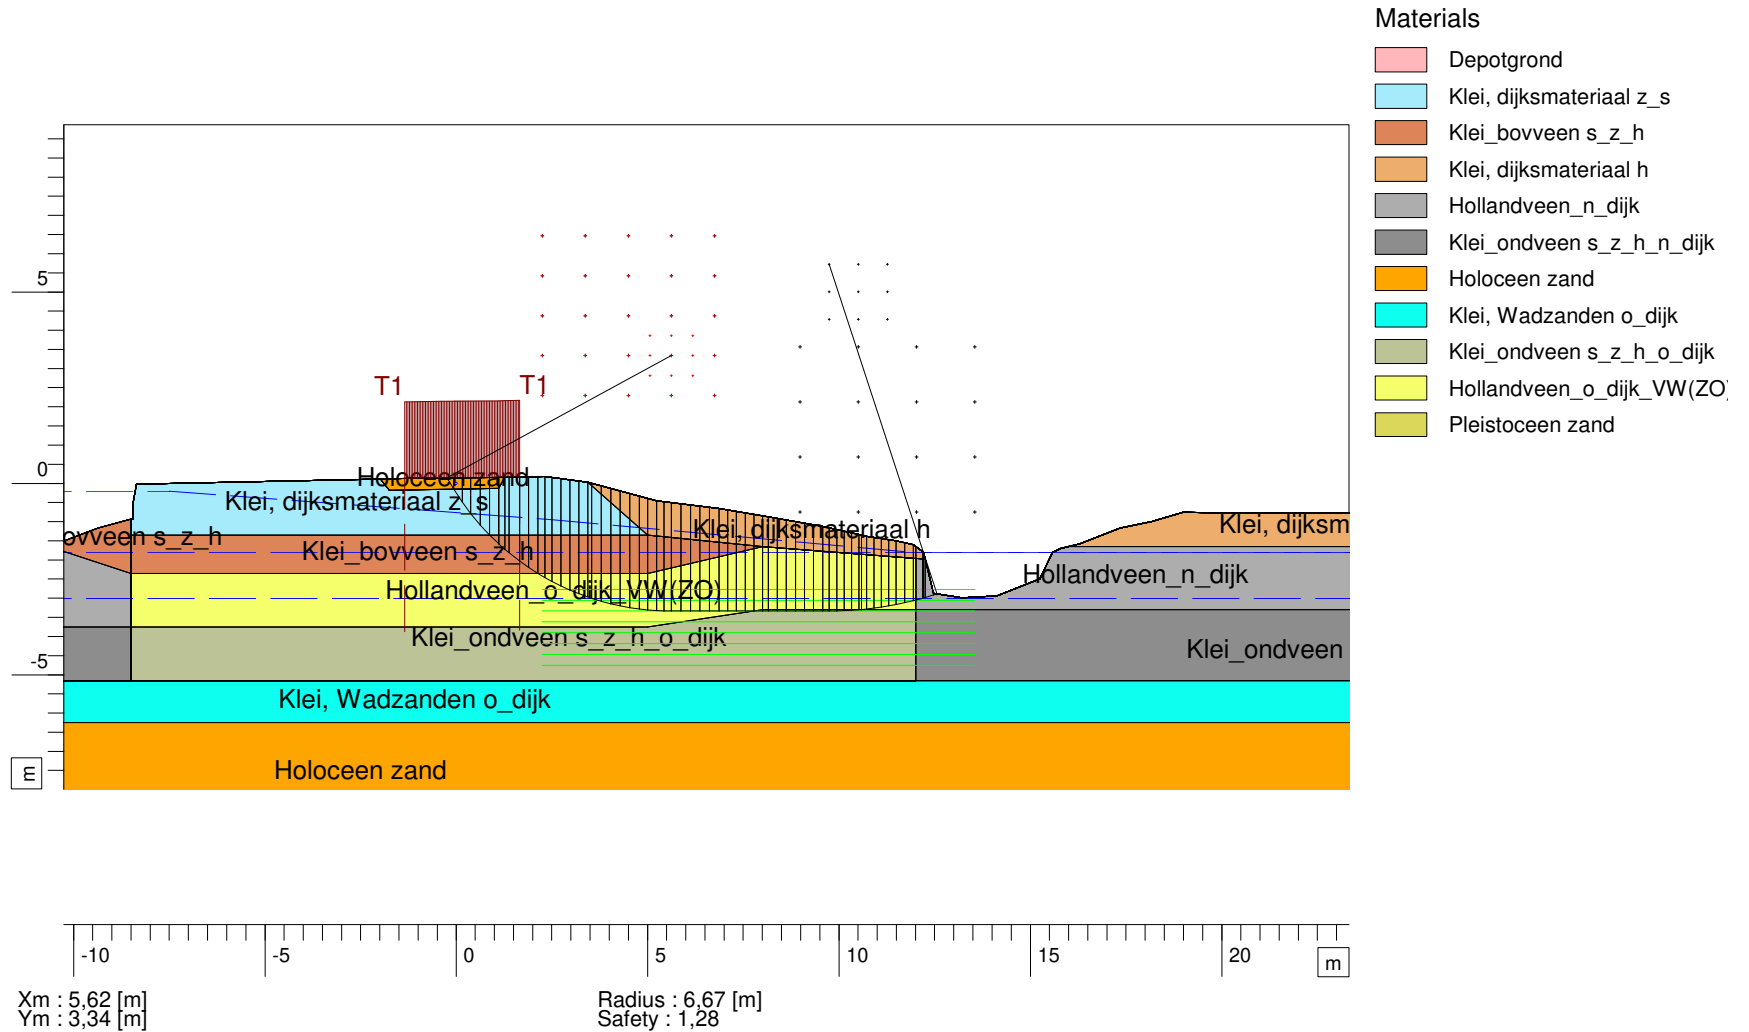 Materials
Depotgrond
Klei, dijksmateriaal z_s
Klei_bovveen s_z_h
Klei, dijksmateriaal h
Hollandveen_n_dijk
Klei_ondveen s_z_h_n_dijk
Holoceen zand
Klei, Wadzanden o_dijk
Klei_ondveen s_z_h_o_dijk
Hollandveen_o_dijk_VW(ZO)
Pleistoceen zand
5
T1 T1
0
Holoceen zand
Klei, dijksmateriaal z_s
Klei, dijksmateriaal h
Klei, dijksm
ovveen s_z_h
Klei_bovveen s_z_h
Hollandveen_n_dijk
Hollandveen_o_dijk_VW(ZO)
Klei_ondveen s_z_h_o_dijk
Klei_ondveen
-5
Klei, Wadzanden o_dijk
m
Holoceen zand
-10 -5 0 5 10 15 20 m
Xm : 5,62 [m]
Ym : 3,34 [m]
Radius : 6,67 [m]
Safety : 1,28